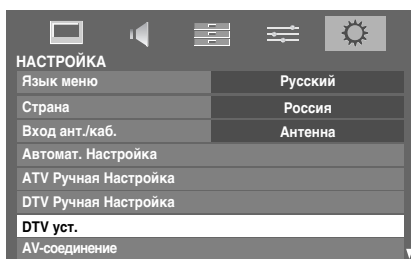 НАСТРОЙКА
Язык меню Русский
Страна Россия
Вход ант./каб. Антенна
Автомат. Настройка
ATV Ручная Настройка
DTV Ручная Настройка
DTV уст.
AV-соединение